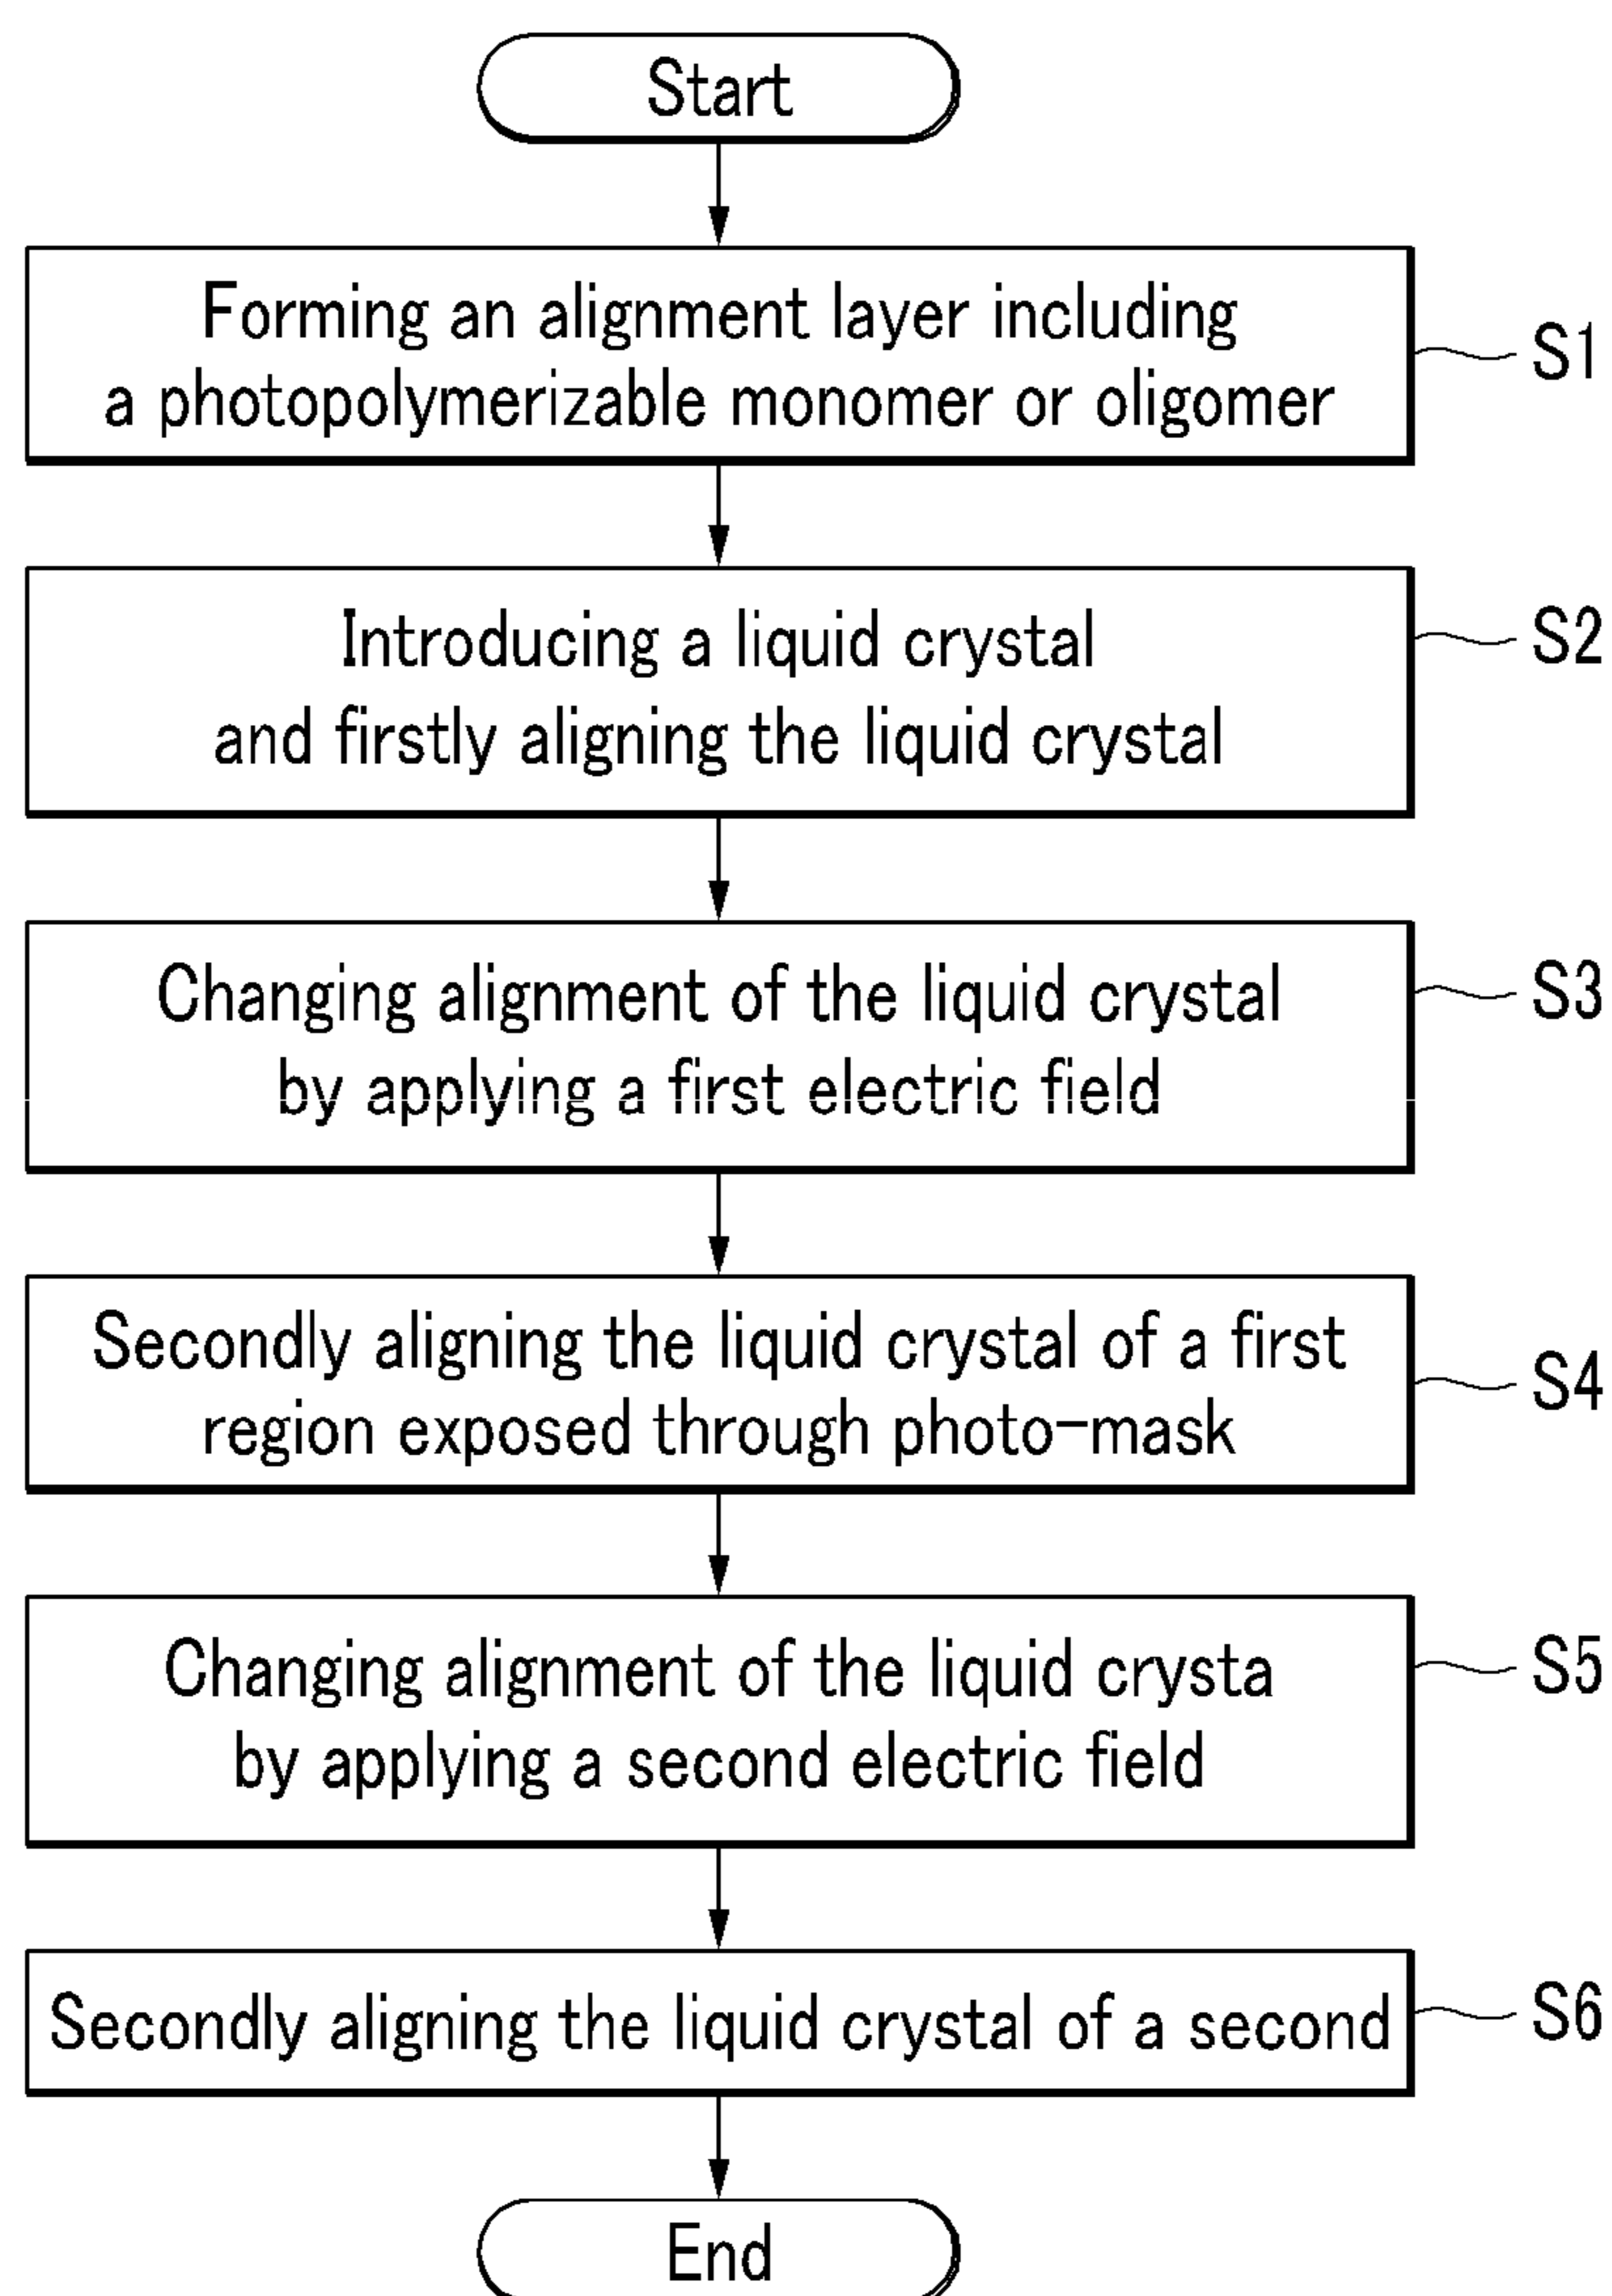 Start
Forming an alignment layer including
a photopolymerizable monomer or oligomer
S1
Introducing a liquid crystal
and firstly aligning the liquid crystal
S2
Changing alignment of the liquid crystal
by applying a first electric field
S3
Secondly aligning the liquid crystal of a first
region exposed through photo-mask
S4
Changing alignment of the liquid crysta
by applying a second electric field
S5
Secondly aligning the liquid crystal of a second
S6
End